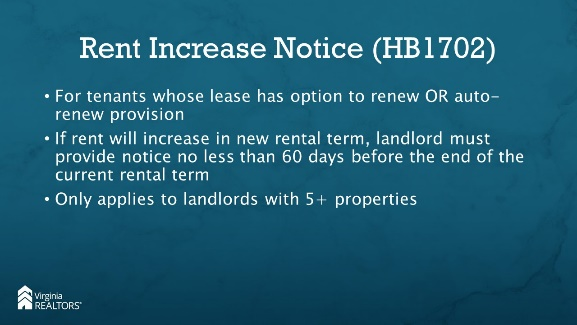 Rent Increase Notice (HB1702)
• For tenants whose lease has option to renew OR auto-
renew provision
• If rent will increase in new rental term, landlord must
provide notice no less than 60 days before the end of the
current rental term
• Only applies to landlords with 5+ properties
Virginia
REALTORS®